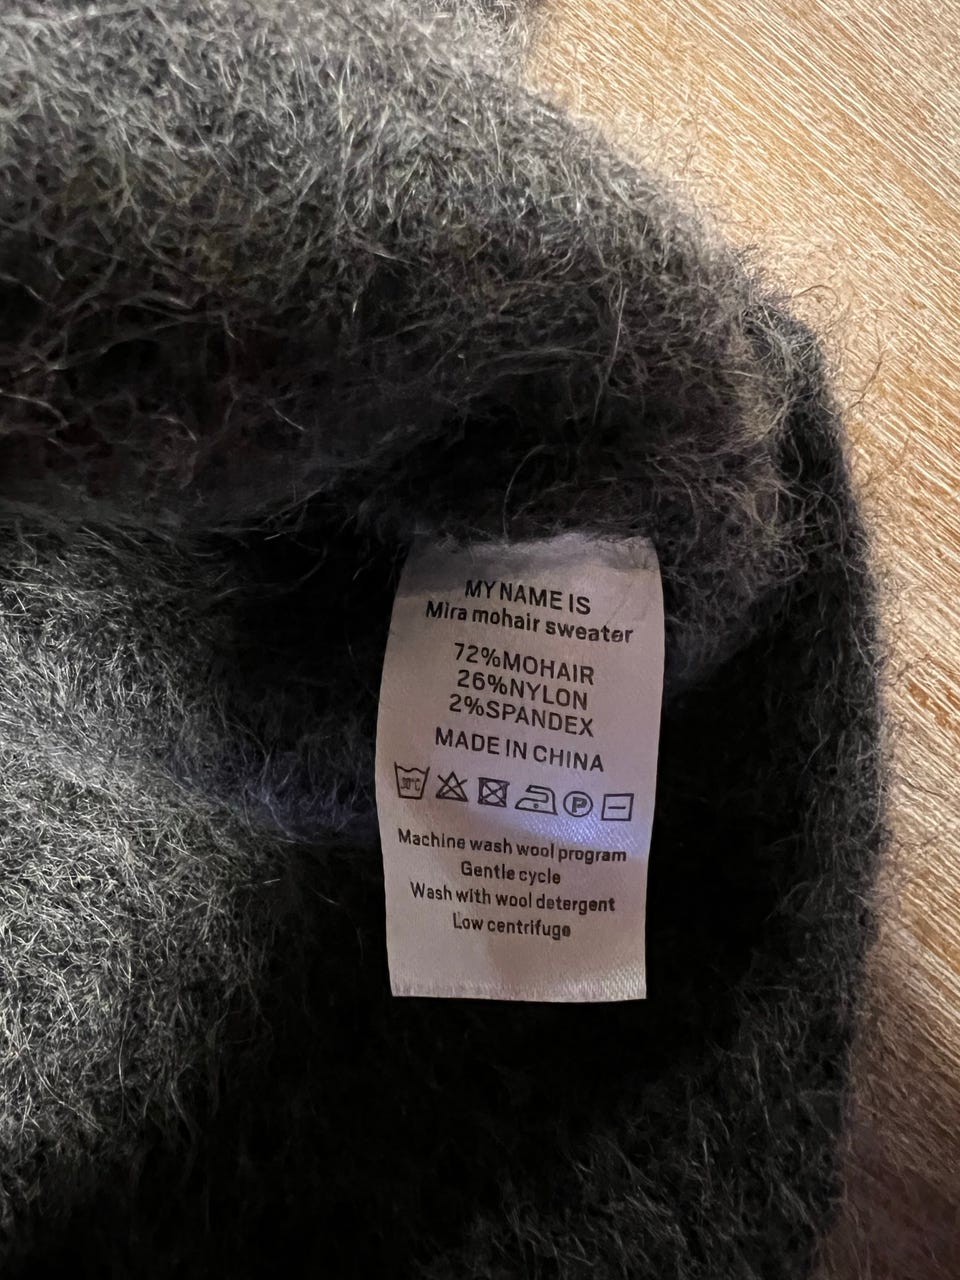 MY NAME IS
Mira mohair sweater
72%MOHAIR
26%NYLON
2%SPANDEX
MADE IN CHINA
30°C P
Machine wash wool program
Gentle cycle
Wash with wool detergent
Low centrifuge